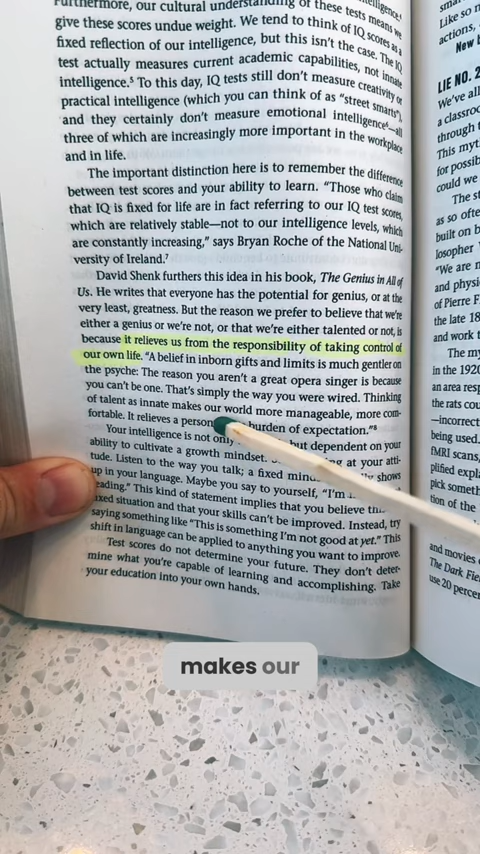 Furthermore, our cultural understanding of these tests means we
give these scores undue weight. We tend to think of IQ scores as a
fixed reflection of our intelligence, but this isn't the case. The IQ
test actually measures current academic capabilities, not innate
intelligence.⁵ To this day, IQ tests still don't measure creativity or
practical intelligence (which you can think of as "street smarts"),
and they certainly don't measure emotional intelligence⁶—all
three of which are increasingly more important in the workplace
and in life.
The important distinction here is to remember the difference
between test scores and your ability to learn. "Those who claim
that IQ is fixed for life are in fact referring to our IQ test scores,
which are relatively stable—not to our intelligence levels, which
are constantly increasing," says Bryan Roche of the National Uni-
versity of Ireland.⁷
David Shenk furthers this idea in his book, The Genius in All of
Us. He writes that everyone has the potential for genius, or at the
very least, greatness. But the reason we prefer to believe that we're
either a genius or we're not, or that we're either talented or not, is
because it relieves us from the responsibility of taking control of
our own life. "A belief in inborn gifts and limits is much gentler on
the psyche: The reason you aren't a great opera singer is because
you can't be one. That's simply the way you were wired. Thinking
of talent as innate makes our world more manageable, more com-
fortable. It relieves a person burden of expectation."⁸
Your intelligence is not only but dependent on your
ability to cultivate a growth mindset. at your atti-
tude. Listen to the way you talk; a fixed shows
up in your language. Maybe you say to yourself, "I'm
eading." This kind of statement implies that you believe
ixed situation and that your skills can't be improved. Instead, try
saying something like "This is something I'm not good at yet." This
shift in language can be applied to anything you want to improve.
Test scores do not determine your future. They don't deter-
mine what you're capable of learning and accomplishing. Take
your education into your own hands.
Like so
actions,
New b
LIE NO. 2
We've all
a classroo
through t
This myt
for possib
could we
The st
as so ofte
built on b
losopher
"We are n
and physi
of Pierre F
the late 18
and work t
The my
in the 1920
an area resp
the rats cou
—incorrect
being used.
fMRI scans,
plified expla
pick someth
tion of the
and movies
The Dark Fie
use 20 percen
makes our